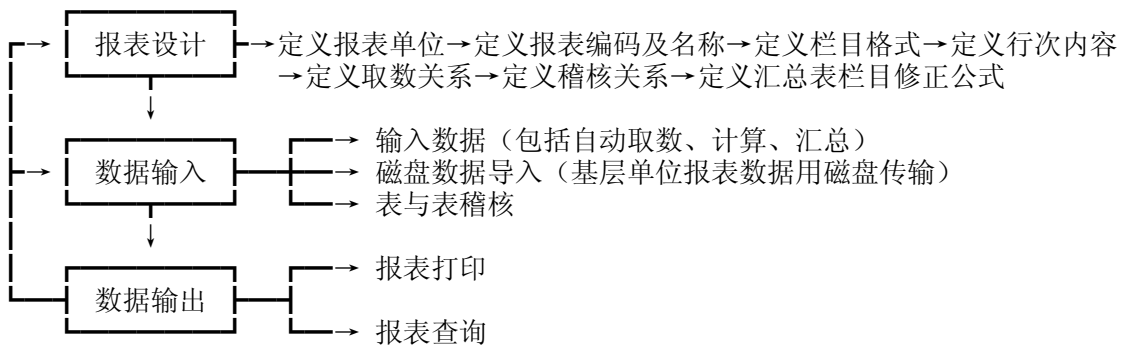 报表设计 →定义报表单位→定义报表编码及名称→定义栏目格式→定义行次内容
→定义取数关系→定义稽核关系→定义汇总表栏目修正公式
输入数据（包括自动取数、计算、汇总）
数据输入 磁盘数据导入（基层单位报表数据用磁盘传输）
表与表稽核
报表打印
数据输出
报表查询